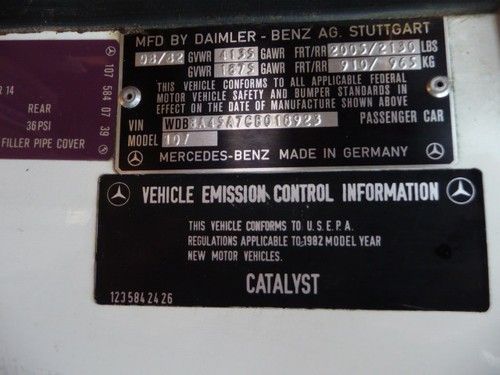 107 584 07 39
R 14
REAR
36 PSI
FILLER PIPE COVER
MFD BY DAIMLER - BENZ AG. STUTTGART
08/82 GVWR 4135 GAWR FRT/RR 2005/2130 LBS
GVWR 1875 GAWR FRT/RR 910/965 KG
THIS VEHICLE CONFORMS TO ALL APPLICABLE FEDERAL
MOTOR VEHICLE SAFETY AND BUMPER STANDARDS IN
EFFECT ON THE DATE OF MANUFACTURE SHOWN ABOVE
VIN WDBBA45A7CB018923 PASSENGER CAR
MODEL 107
MERCEDES-BENZ MADE IN GERMANY
VEHICLE EMISSION CONTROL INFORMATION
THIS VEHICLE CONFORMS TO U.S.E.P.A.
REGULATIONS APPLICABLE TO 1982 MODEL YEAR
NEW MOTOR VEHICLES.
CATALYST
123 584 24 26